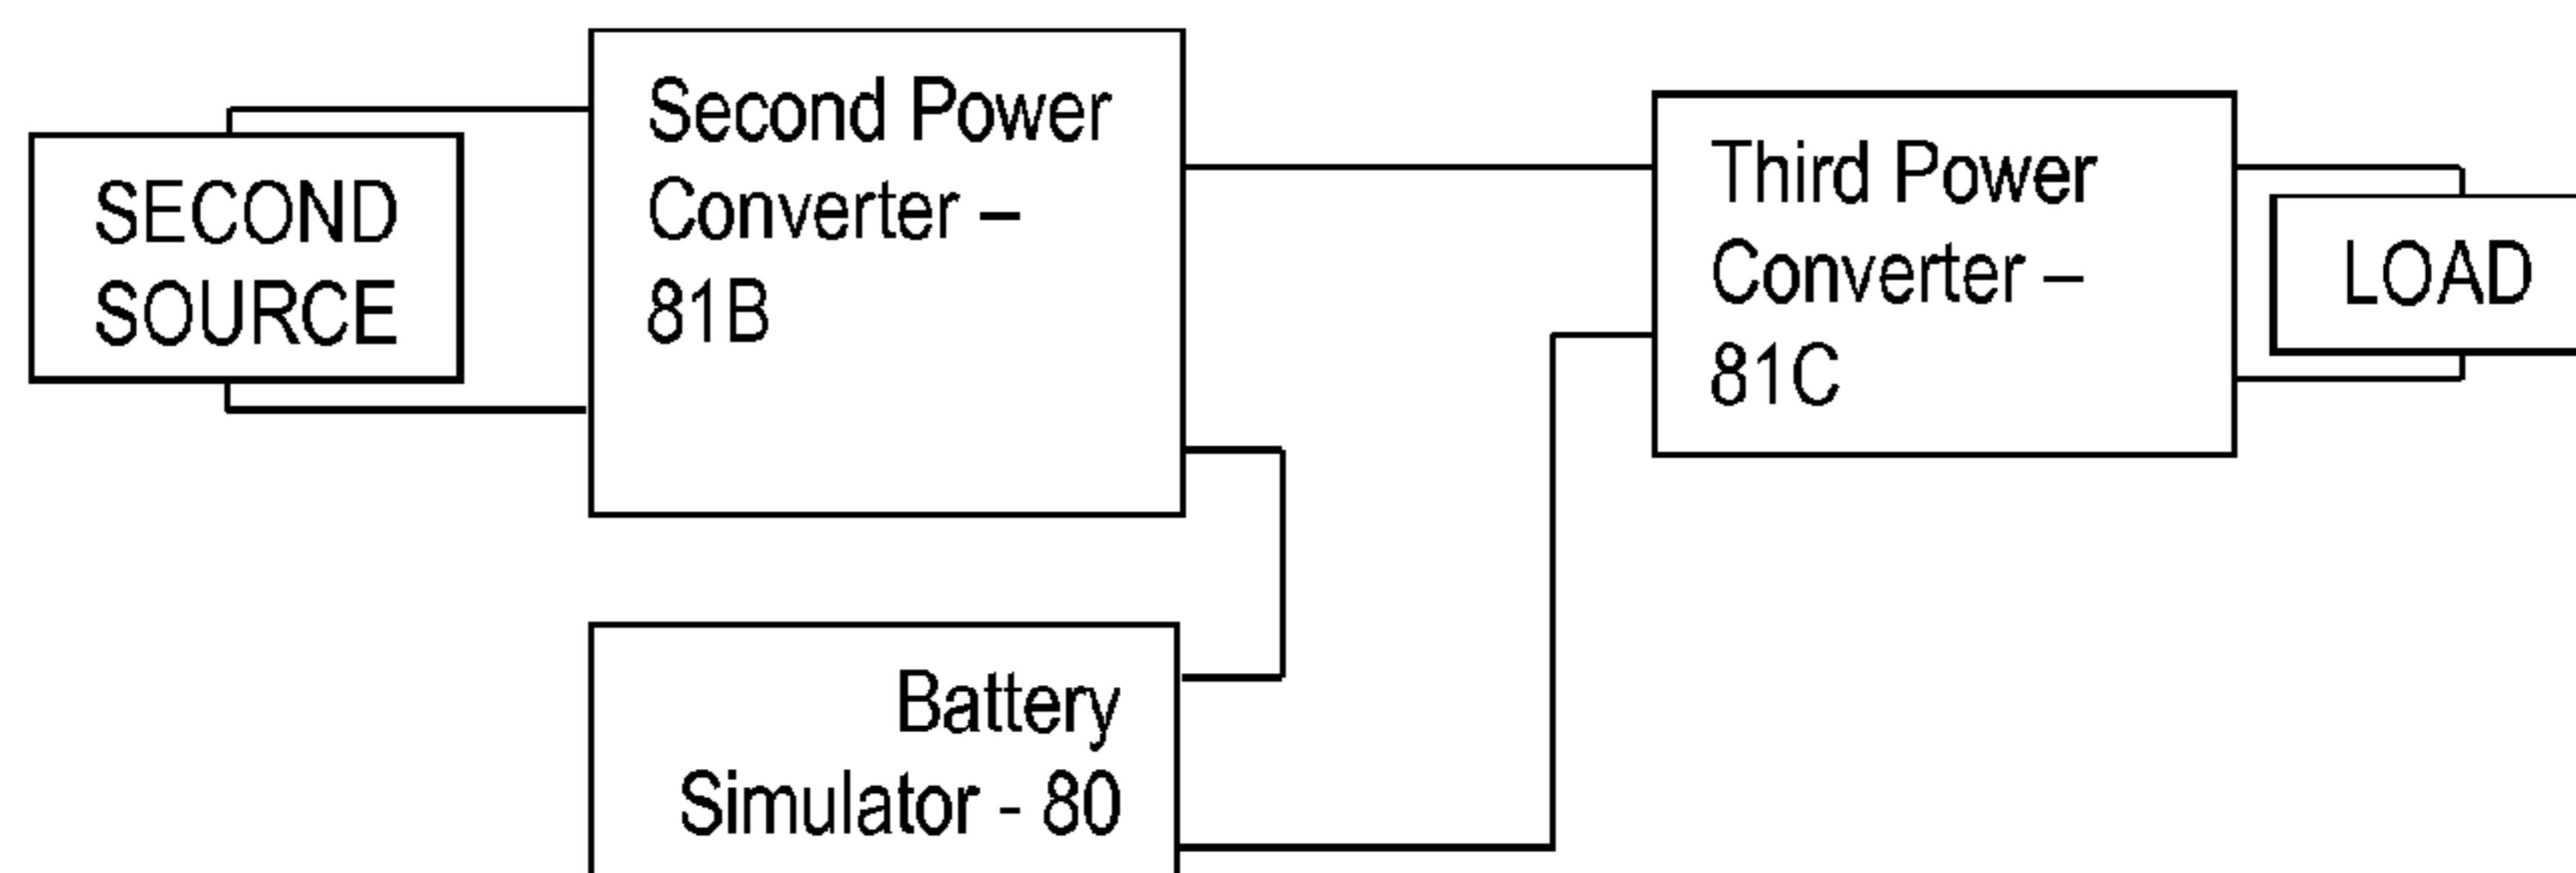 SECOND
SOURCE
Second Power
Converter –
81B
Third Power
Converter –
81C
LOAD
Battery
Simulator - 80